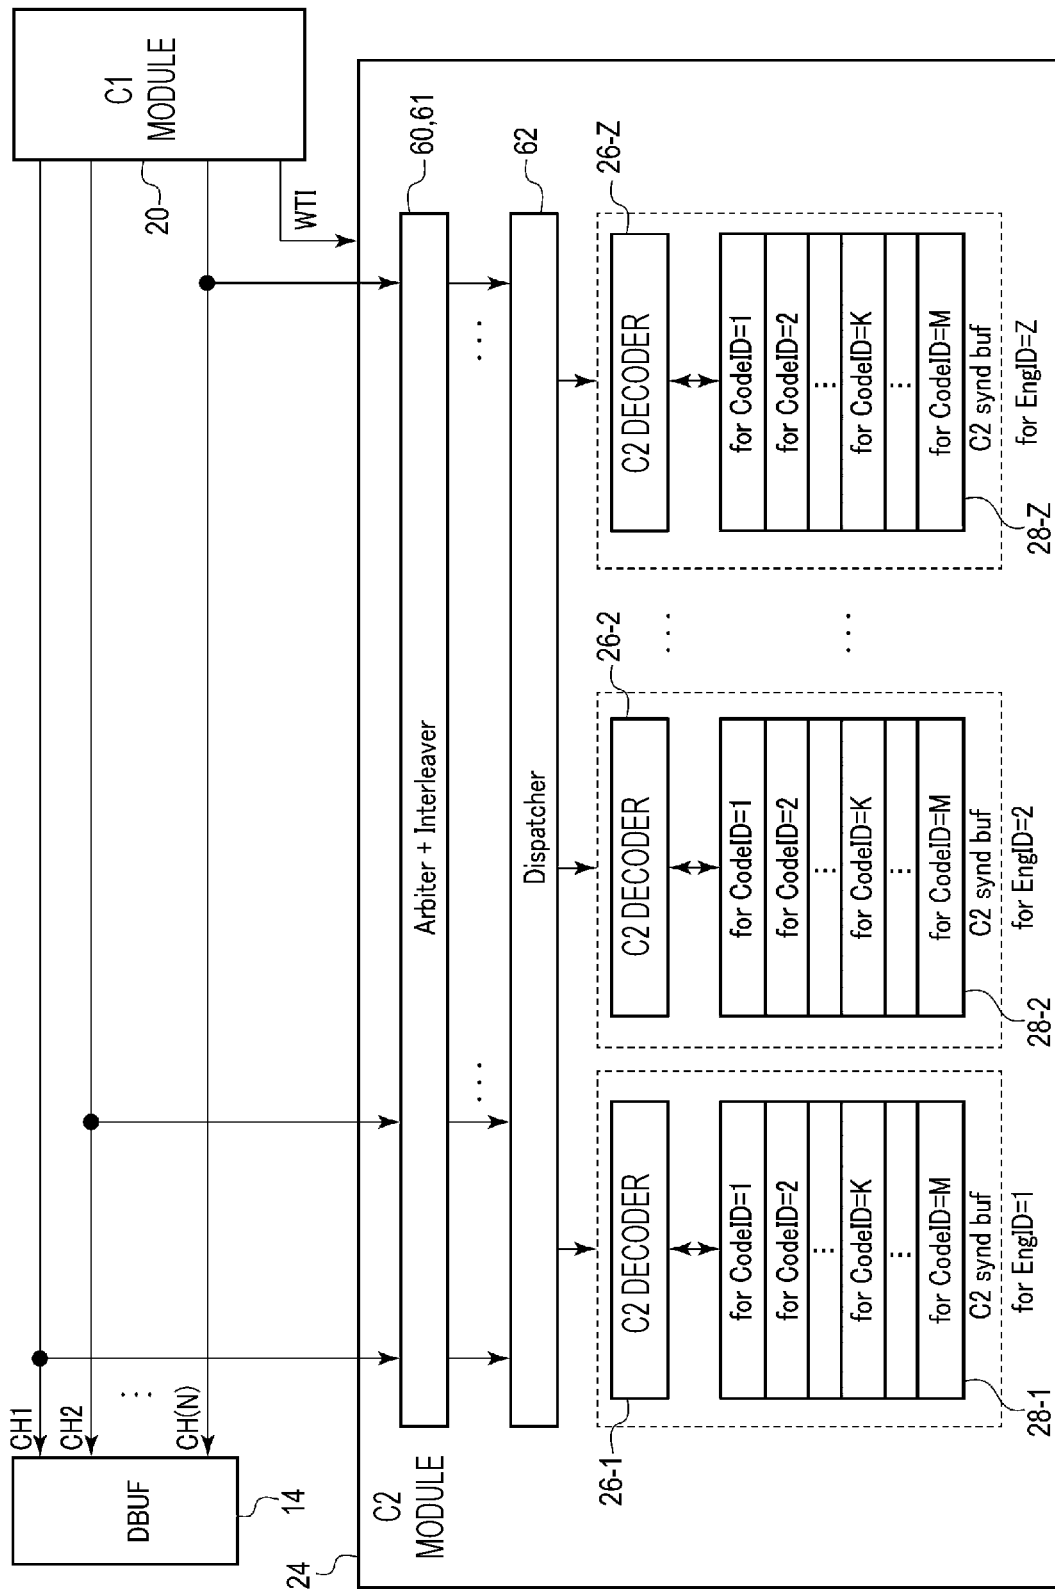 DBUF
14
CH1
CH2
...
CH(N)
C1
MODULE
20
WTI
24
C2
MODULE
Arbiter + Interleaver
60,61
...
...
Dispatcher
62
26-1
C2 DECODER
for CodeID=1
for CodeID=2
...
for CodeID=K
...
for CodeID=M
C2 synd buf
for EngID=1
28-1
26-2
C2 DECODER
for CodeID=1
for CodeID=2
...
for CodeID=K
...
for CodeID=M
C2 synd buf
for EngID=2
28-2
...
...
26-Z
C2 DECODER
for CodeID=1
for CodeID=2
...
for CodeID=K
...
for CodeID=M
C2 synd buf
for EngID=Z
28-Z